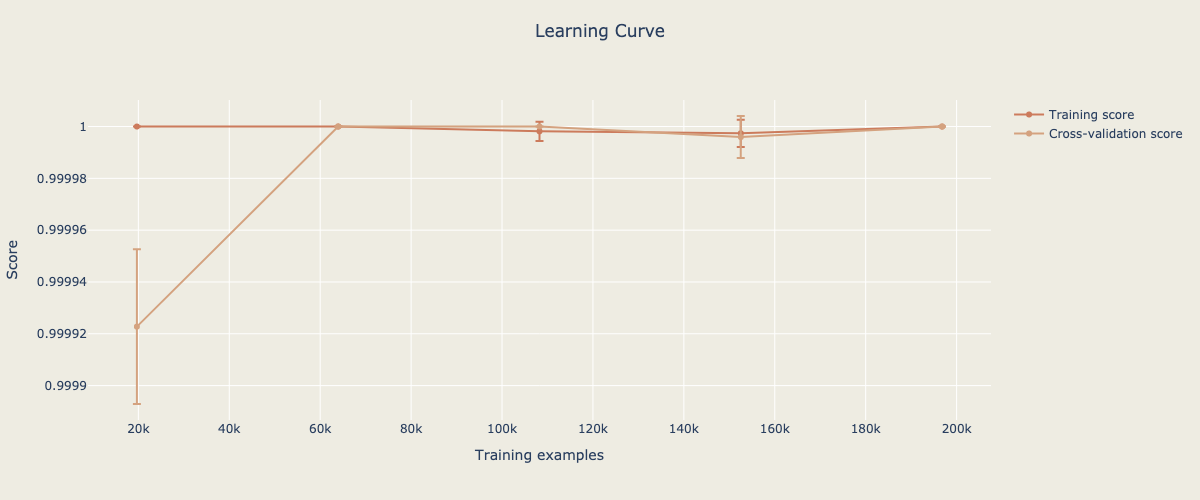 Learning Curve
Training score
Cross-validation score
1
0.99998
0.99996
0.99994
0.99992
0.9999
Score
20k 40k 60k 80k 100k 120k 140k 160k 180k 200k
Training examples